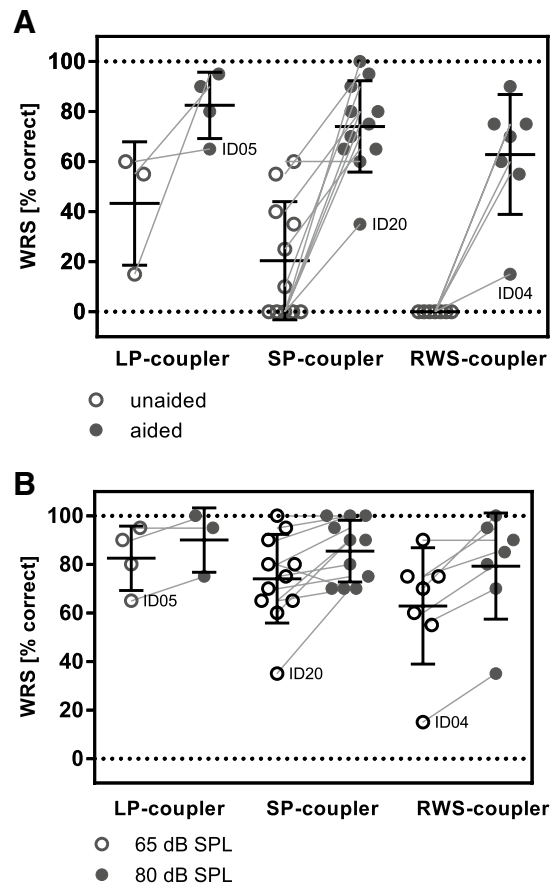 A
WRS [% correct]
100
80
60
40
20
0
ID05
ID20
ID04
LP-coupler SP-coupler RWS-coupler
unaided
aided
B
WRS [% correct]
100
80
60
40
20
0
ID05
ID20
ID04
LP-coupler SP-coupler RWS-coupler
65 dB SPL
80 dB SPL